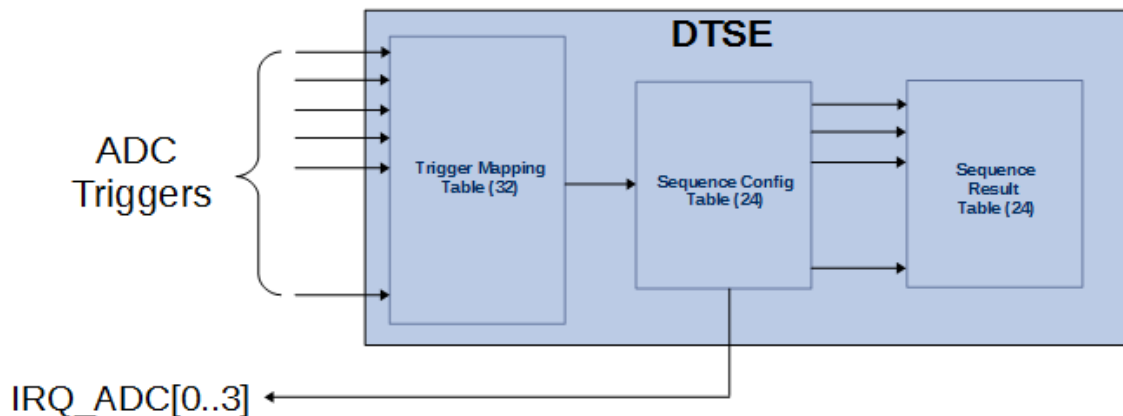 DTSE
ADC
Triggers
Trigger Mapping
Table (32)
Sequence Config
Table (24)
Sequence
Result
Table (24)
IRQ_ADC[0..3]